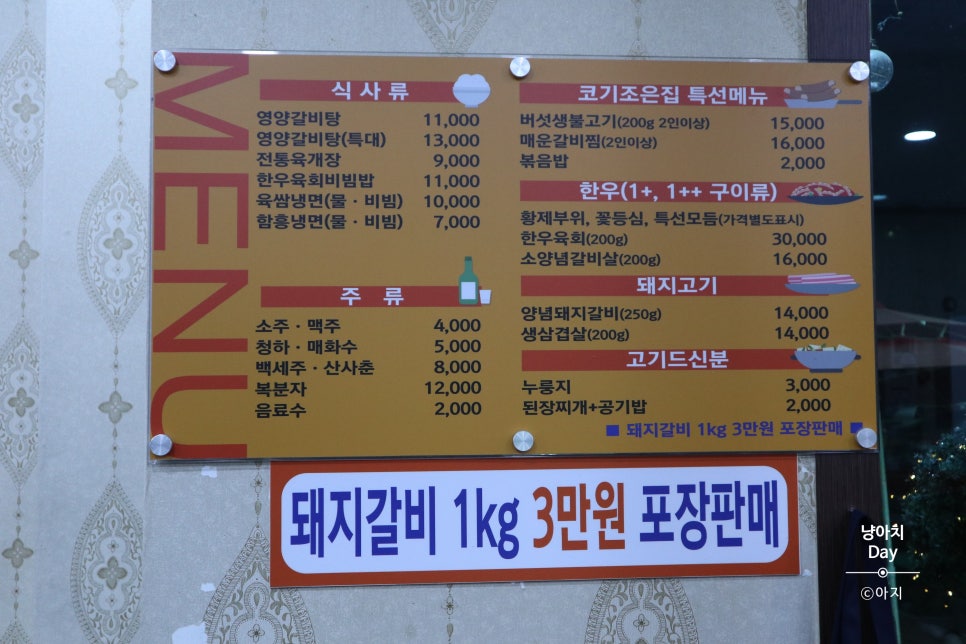 MENU
식사류
영양갈비탕 11,000
영양갈비탕(특대) 13,000
전통육개장 9,000
한우육회비빔밥 11,000
육쌈냉면(물 · 비빔) 10,000
함흥냉면(물 · 비빔) 7,000
주 류
소주 · 맥주 4,000
청하 · 매화수 5,000
백세주 · 산사춘 8,000
복분자 12,000
음료수 2,000
코기조은집 특선메뉴
버섯생불고기(200g 2인이상) 15,000
매운갈비찜(2인이상) 16,000
볶음밥 2,000
한우(1+, 1++ 구이류)
황제부위, 꽃등심, 특선모듬(가격별도표시)
한우육회(200g) 30,000
소양념갈비살(200g) 16,000
돼지고기
양념돼지갈비(250g) 14,000
생삼겹살(200g) 14,000
고기드신분
누룽지 3,000
된장찌개+공기밥 2,000
■ 돼지갈비 1kg 3만원 포장판매 ■
돼지갈비 1kg 3만원 포장판매
냥아치
Day
©아지